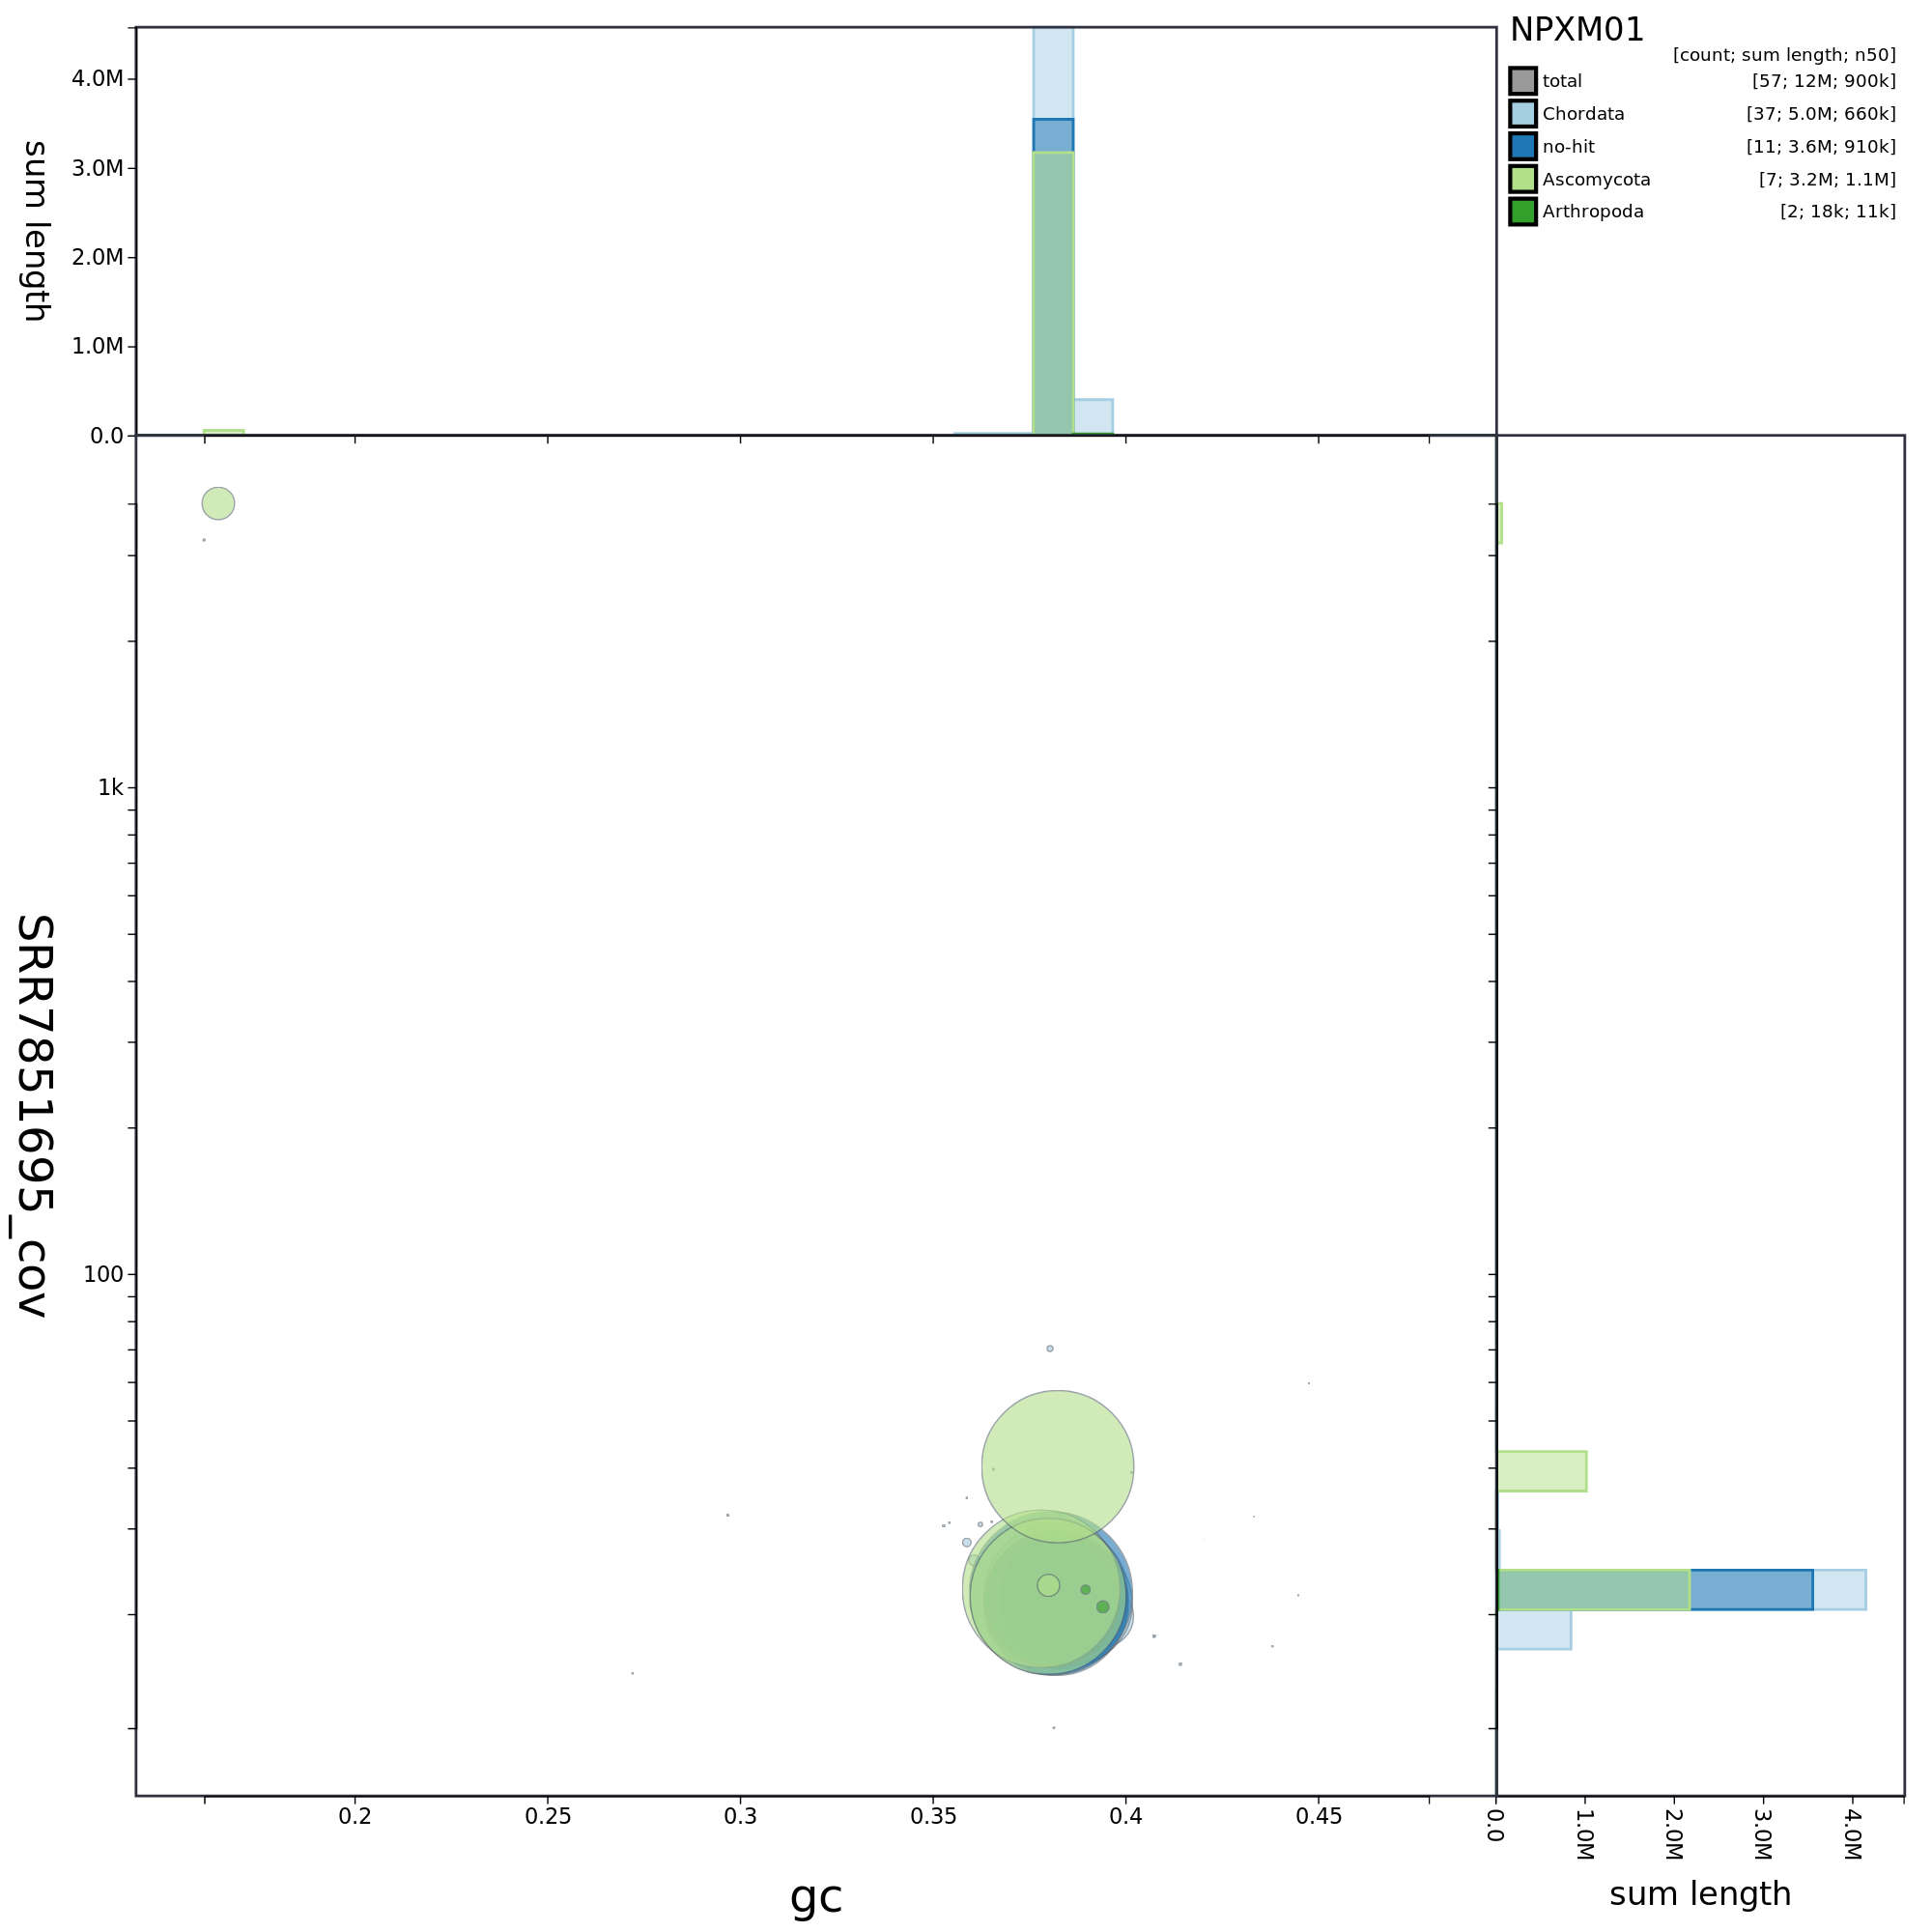 NPXM01
[count; sum length; n50]
total [57; 12M; 900k]
Chordata [37; 5.0M; 660k]
no-hit [11; 3.6M; 910k]
Ascomycota [7; 3.2M; 1.1M]
Arthropoda [2; 18k; 11k]
sum length
4.0M
3.0M
2.0M
1.0M
0.0
SRR7851695_cov
1k
100
0.2 0.25 0.3 0.35 0.4 0.45
gc
0.0 1.0M 2.0M 3.0M 4.0M
sum length